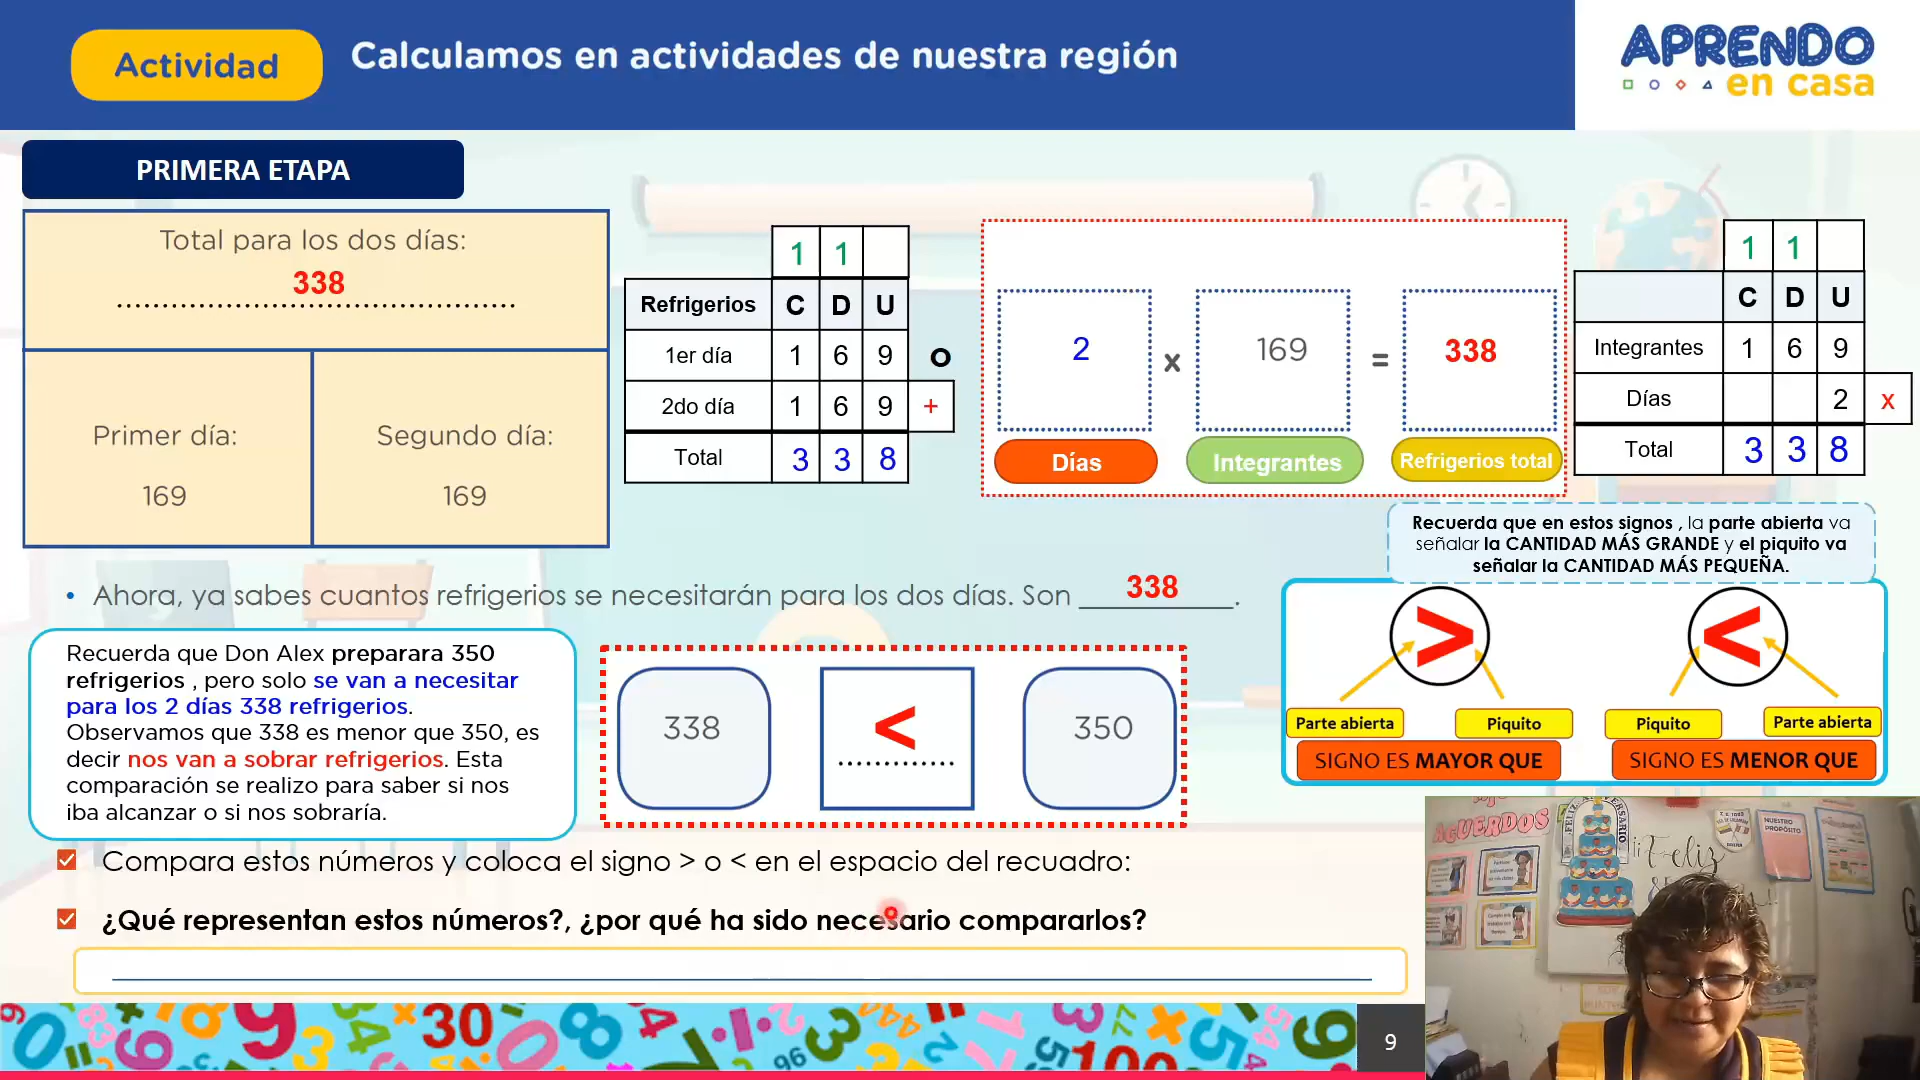 Actividad
Calculamos en actividades de nuestra región
APRENDO
en casa
PRIMERA ETAPA
Total para los dos días:
338
Primer día:
169
Segundo día:
169
1 1
Refrigerios C D U
1er día 1 6 9 o
2do día 1 6 9 +
Total 3 3 8
2 x 169 = 338
Días Integrantes Refrigerios total
1 1
C D U
Integrantes 1 6 9
Días 2 x
Total 3 3 8
Recuerda que en estos signos , la parte abierta va
señalar la CANTIDAD MÁS GRANDE y el piquito va
señalar la CANTIDAD MÁS PEQUEÑA.
> <
Parte abierta Piquito Piquito Parte abierta
SIGNO ES MAYOR QUE SIGNO ES MENOR QUE
• Ahora, ya sabes cuantos refrigerios se necesitarán para los dos días. Son 338.
Recuerda que Don Alex preparara 350
refrigerios , pero solo se van a necesitar
para los 2 días 338 refrigerios.
Observamos que 338 es menor que 350, es
decir nos van a sobrar refrigerios. Esta
comparación se realizo para saber si nos
iba alcanzar o si nos sobraría.
338 < 350
Compara estos números y coloca el signo > o < en el espacio del recuadro:
¿Qué representan estos números?, ¿por qué ha sido necesario compararlos?
9
ACUERDOS
FELIZ ANIVERSARIO
¡¡Feliz
NUESTRO
PROPÓSITO